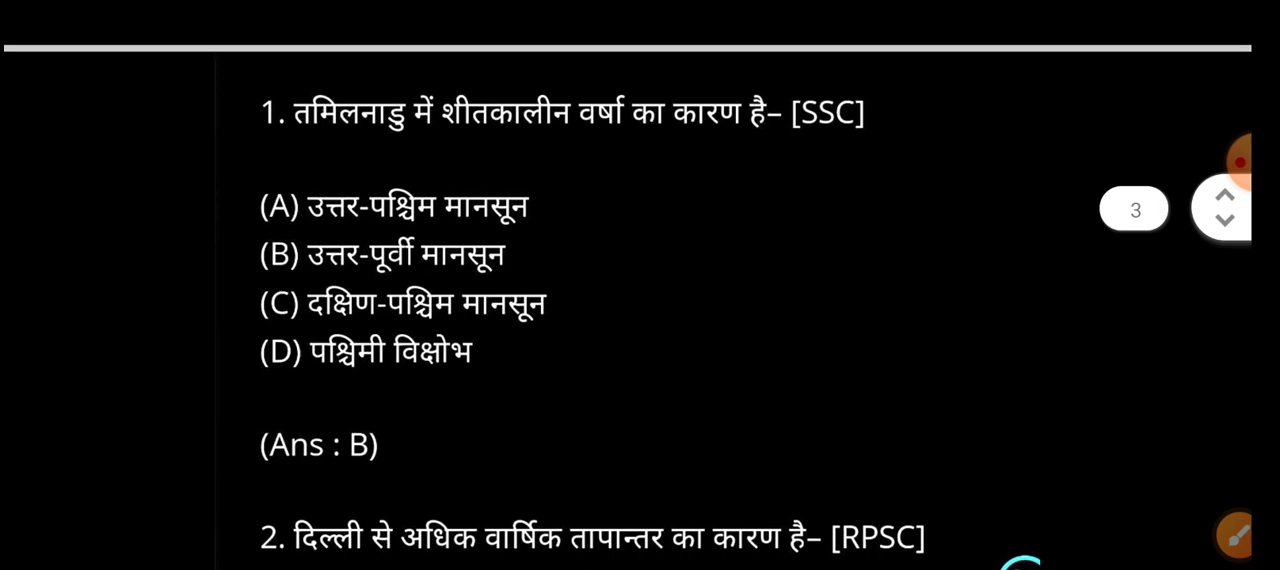 1. तमिलनाडु में शीतकालीन वर्षा का कारण है– [SSC]
(A) उत्तर-पश्चिम मानसून
3
(B) उत्तर-पूर्वी मानसून
(C) दक्षिण-पश्चिम मानसून
(D) पश्चिमी विक्षोभ
(Ans : B)
2. दिल्ली से अधिक वार्षिक तापान्तर का कारण है– [RPSC]